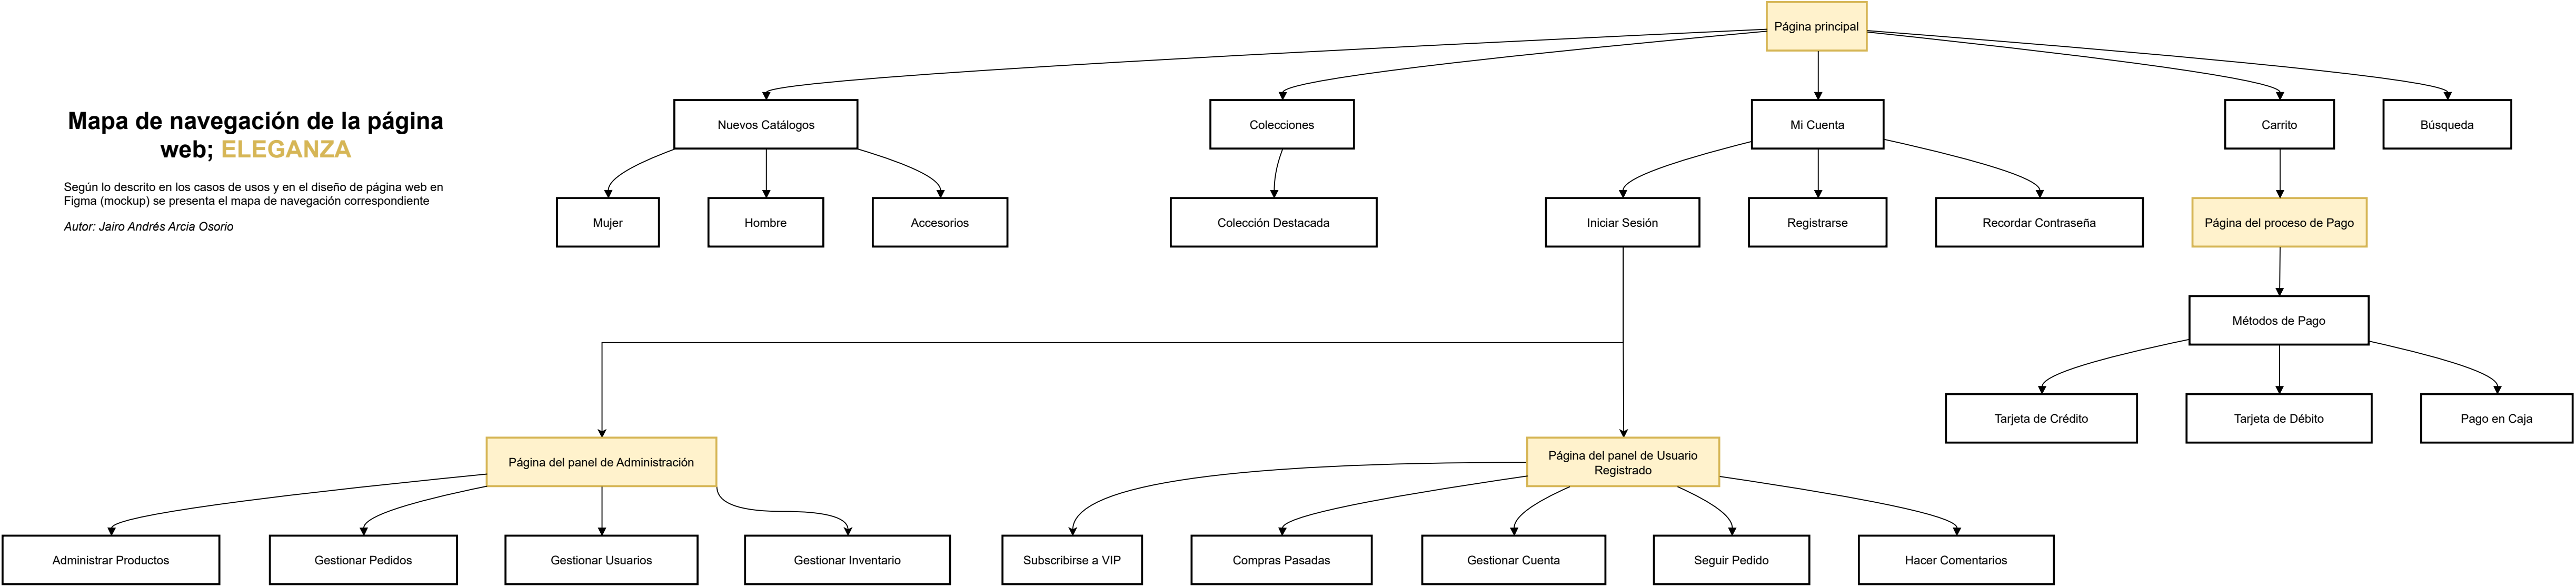 Página principal
Mapa de navegación de la página
web; ELEGANZA
Según lo descrito en los casos de usos y en el diseño de página web en
Figma (mockup) se presenta el mapa de navegación correspondiente
Autor: Jairo Andrés Arcia Osorio
Nuevos Catálogos
Colecciones
Mi Cuenta
Carrito
Búsqueda
Mujer
Hombre
Accesorios
Colección Destacada
Iniciar Sesión
Registrarse
Recordar Contraseña
Página del proceso de Pago
Métodos de Pago
Tarjeta de Crédito
Tarjeta de Débito
Pago en Caja
Página del panel de Administración
Página del panel de Usuario
Registrado
Administrar Productos
Gestionar Pedidos
Gestionar Usuarios
Gestionar Inventario
Subscribirse a VIP
Compras Pasadas
Gestionar Cuenta
Seguir Pedido
Hacer Comentarios